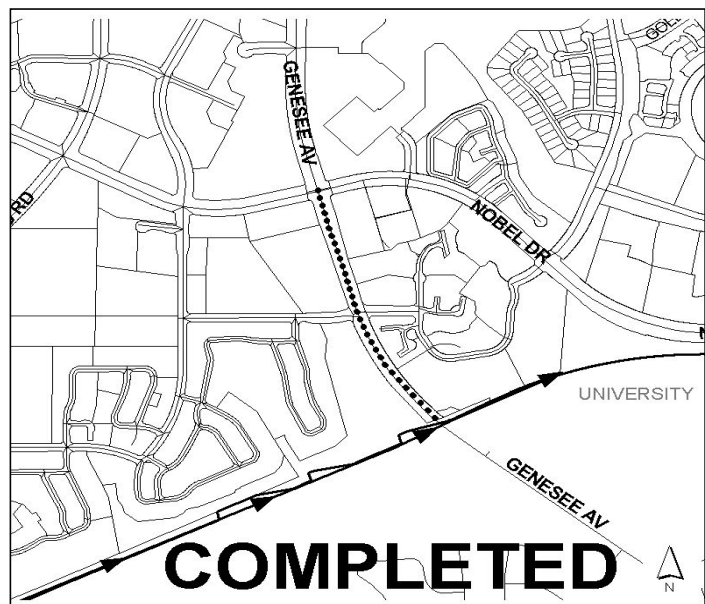 GENESEE AV
RD
NOBEL DR
UNIVERSITY
GENESEE AV
COMPLETED
N